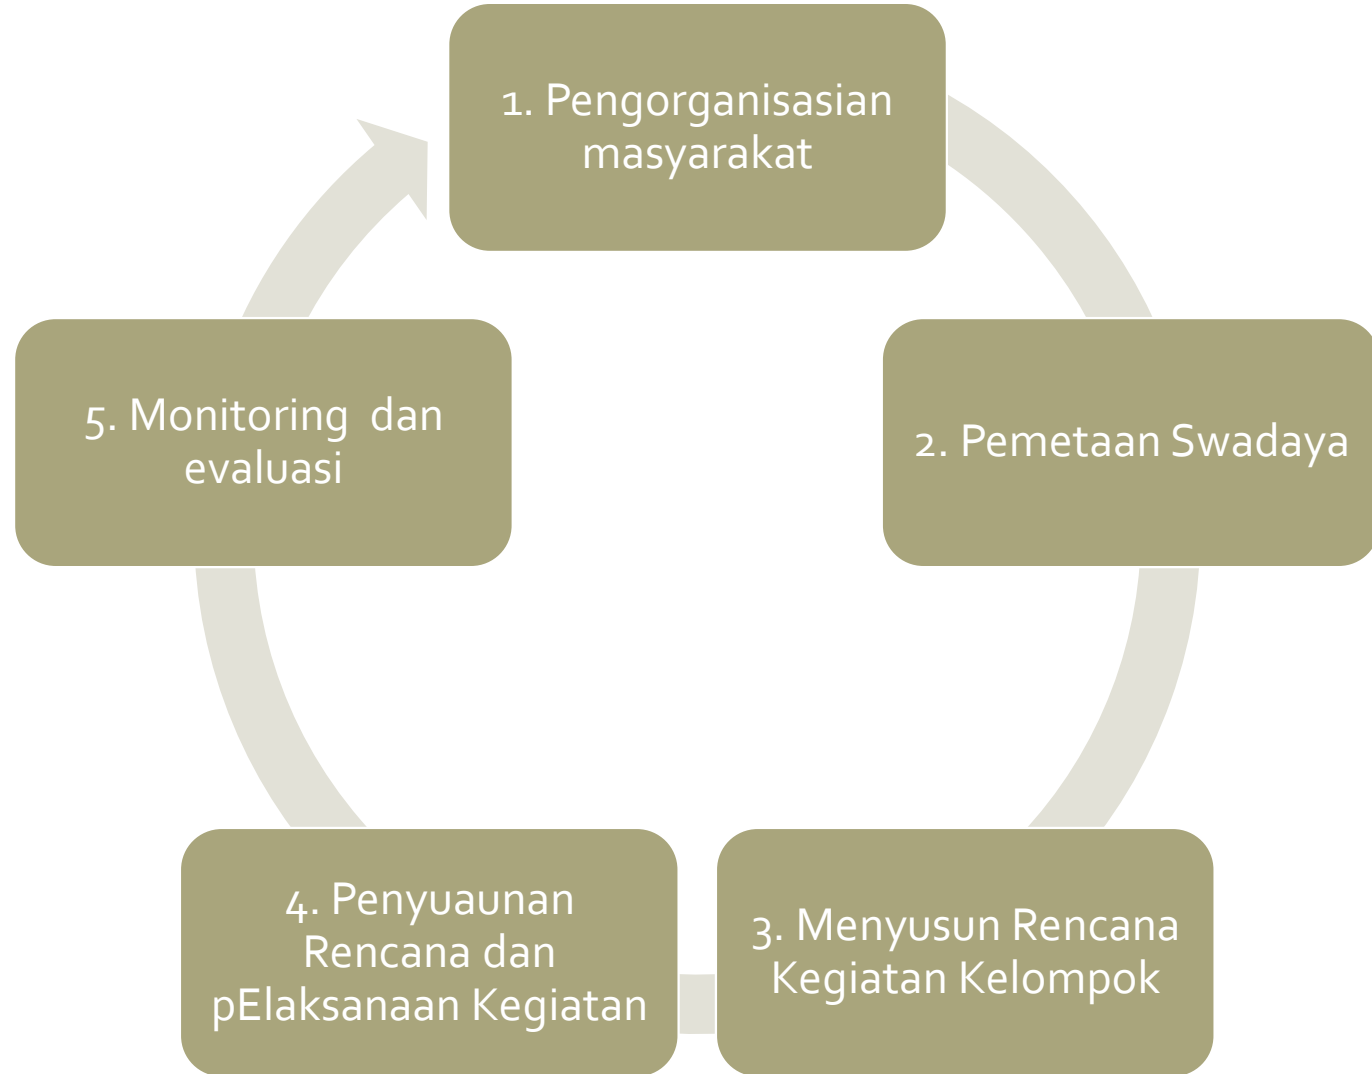 1. Pengorganisasian
masyarakat
2. Pemetaan Swadaya
3. Menyusun Rencana
Kegiatan Kelompok
4. Penyuaunan
Rencana dan
pElaksanaan Kegiatan
5. Monitoring  dan
evaluasi